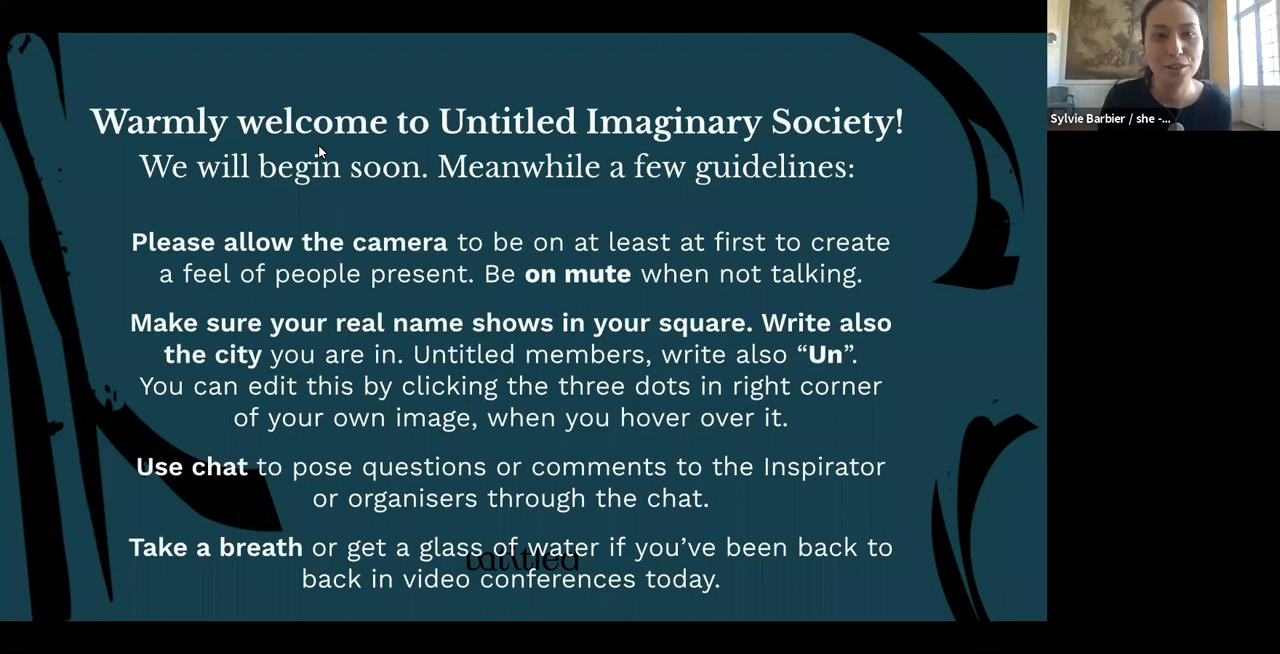 Warmly welcome to Untitled Imaginary Society!
We will begin soon. Meanwhile a few guidelines:
Please allow the camera to be on at least at first to create
a feel of people present. Be on mute when not talking.
Make sure your real name shows in your square. Write also
the city you are in. Untitled members, write also “Un”.
You can edit this by clicking the three dots in right corner
of your own image, when you hover over it.
Use chat to pose questions or comments to the Inspirator
or organisers through the chat.
Take a breath or get a glass of water if you’ve been back to
back in video conferences today.
Sylvie Barbier / she -...